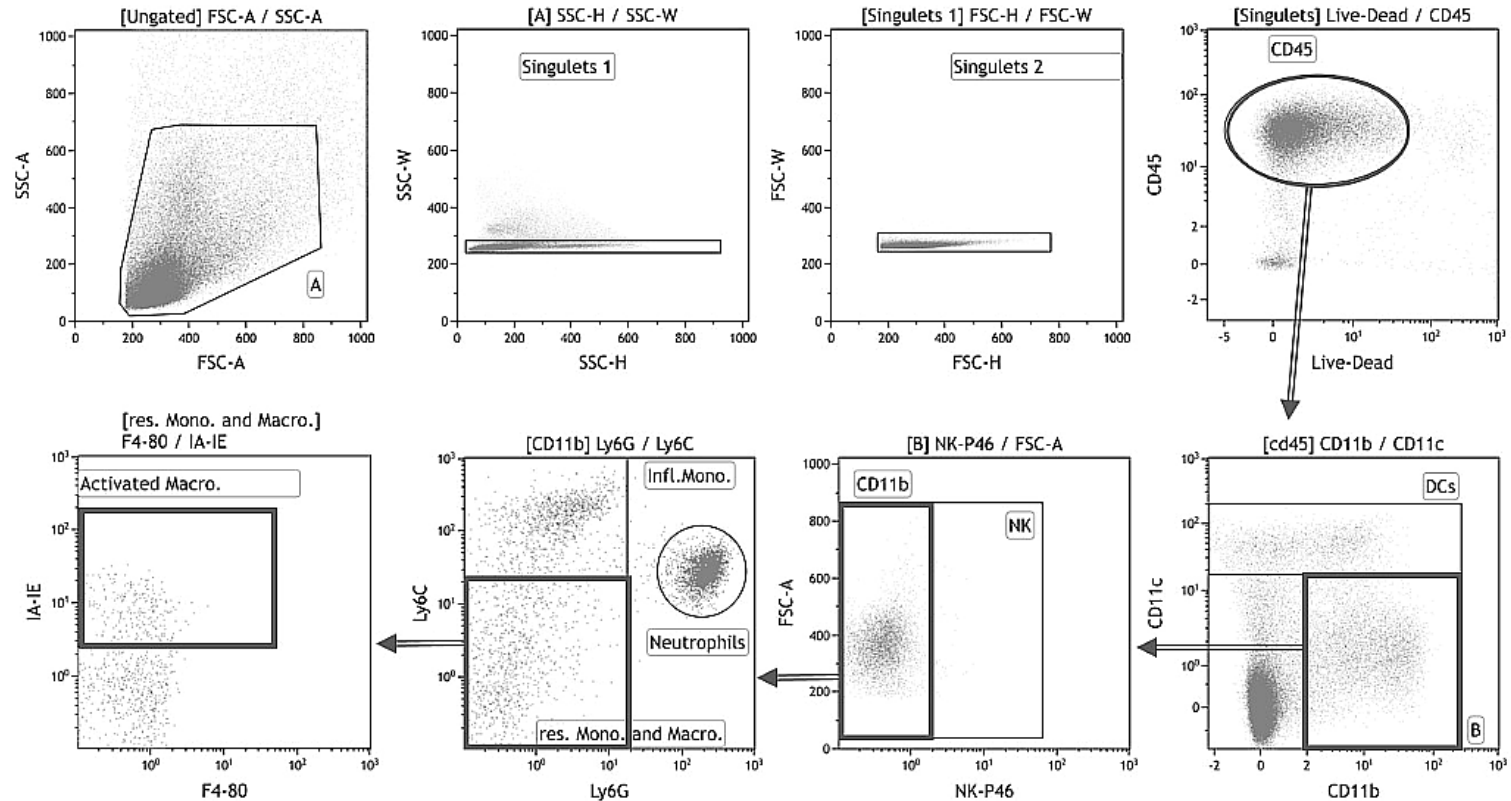 [Ungated] FSC-A / SSC-A
1000
800
600
400
200
0
SSC-A
A
0 200 400 600 800 1000
FSC-A
[A] SSC-H / SSC-W
1000
800
600
400
200
0
SSC-W
Singulets 1
0 200 400 600 800 1000
SSC-H
[Singulets 1] FSC-H / FSC-W
1000
800
600
400
200
0
FSC-W
Singulets 2
0 200 400 600 800 1000
FSC-H
[Singulets] Live-Dead / CD45
10³
10²
10¹
2
0
-2
CD45
CD45
-5 0 10¹ 10² 10³
Live-Dead
[res. Mono. and Macro.]
F4-80 / IA-IE
10³
10²
10¹
10⁰
IA-IE
Activated Macro.
10⁰ 10¹ 10² 10³
F4-80
[CD11b] Ly6G / Ly6C
10³
10²
10¹
10⁰
Ly6C
Infl.Mono.
Neutrophils
res. Mono. and Macro.
10⁰ 10¹ 10² 10³
Ly6G
[B] NK-P46 / FSC-A
1000
800
600
400
200
0
FSC-A
CD11b
NK
10⁰ 10¹ 10² 10³
NK-P46
[cd45] CD11b / CD11c
10³
10²
10¹
10⁰
0
CD11c
DCs
B
-2 0 2 10¹ 10² 10³
CD11b